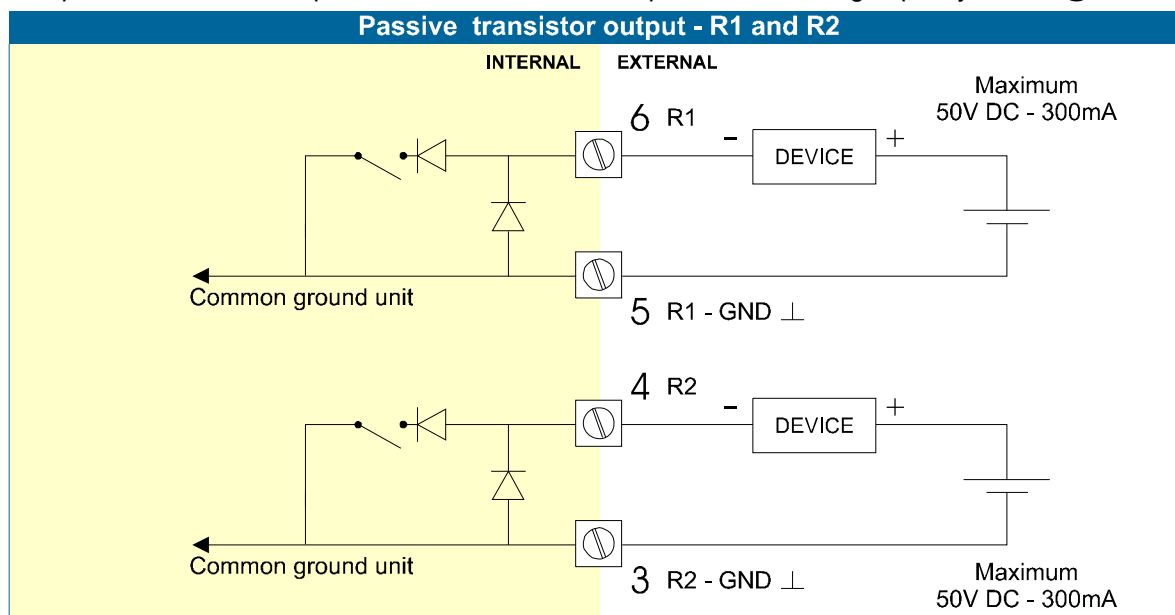 Passive transistor output - R1 and R2
INTERNAL EXTERNAL
Maximum
50V DC - 300mA
6 R1
- DEVICE +
Common ground unit
5 R1 - GND ⊥
4 R2
- DEVICE +
Common ground unit
3 R2 - GND ⊥
Maximum
50V DC - 300mA